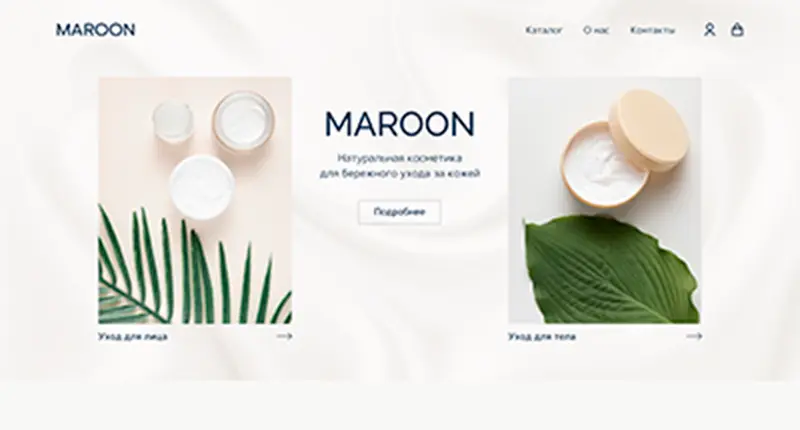 MAROON
Каталог О нас Контакты
MAROON
Натуральная косметика
для бережного ухода за кожей
Подробнее
Уход для лица
Уход для тела